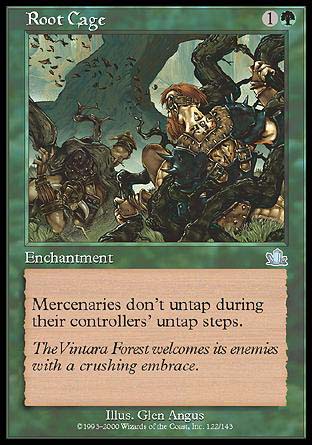 Root Cage 1
Enchantment
Mercenaries don't untap during
their controllers' untap steps.
The Vintara Forest welcomes its enemies
with a crushing embrace.
Illus. Glen Angus
©1993-2000 Wizards of the Coast, Inc. 122/143